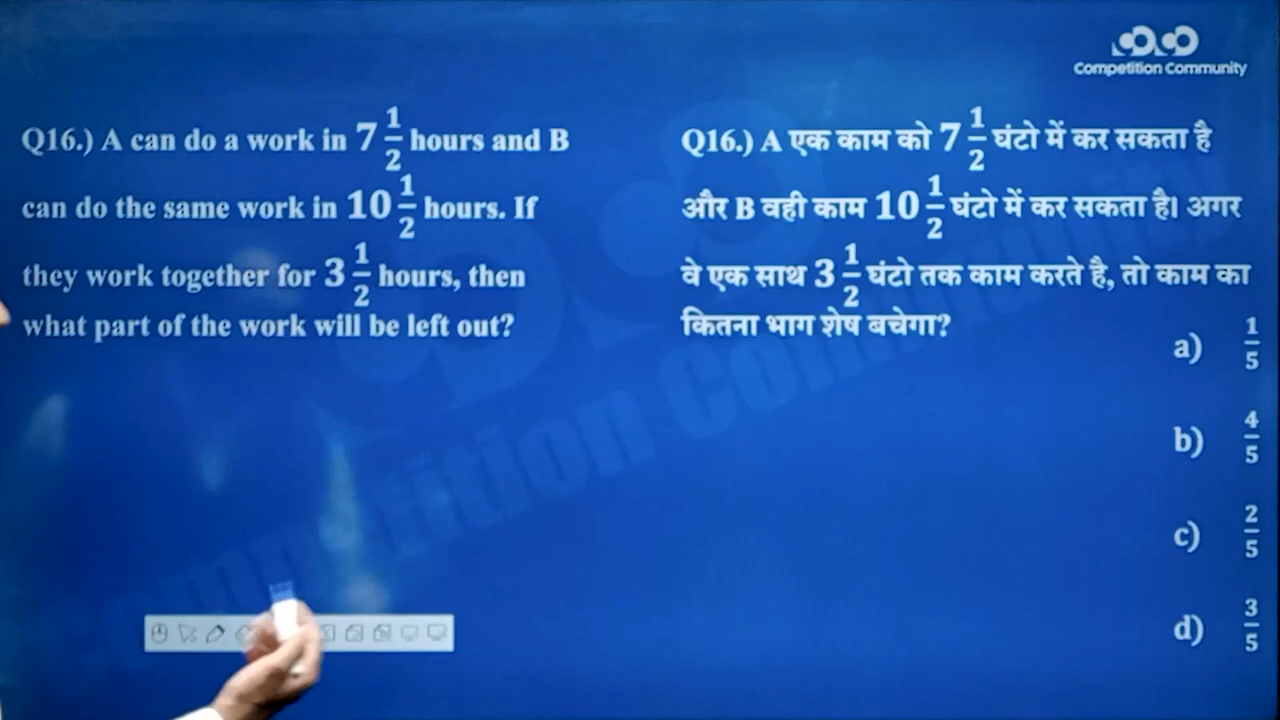 Competition Community
Q16.) A can do a work in 7 1/2 hours and B
can do the same work in 10 1/2 hours. If
they work together for 3 1/2 hours, then
what part of the work will be left out?
Q16.) A एक काम को 7 1/2 घंटो में कर सकता है
और B वही काम 10 1/2 घंटो में कर सकता है। अगर
वे एक साथ 3 1/2 घंटो तक काम करते है, तो काम का
कितना भाग शेष बचेगा?
a) 1/5
b) 4/5
c) 2/5
d) 3/5
Competition Community